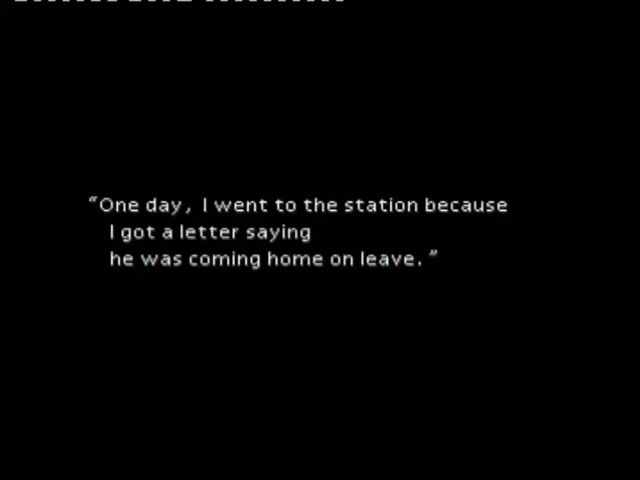 “One day, I went to the station because
I got a letter saying
he was coming home on leave.”